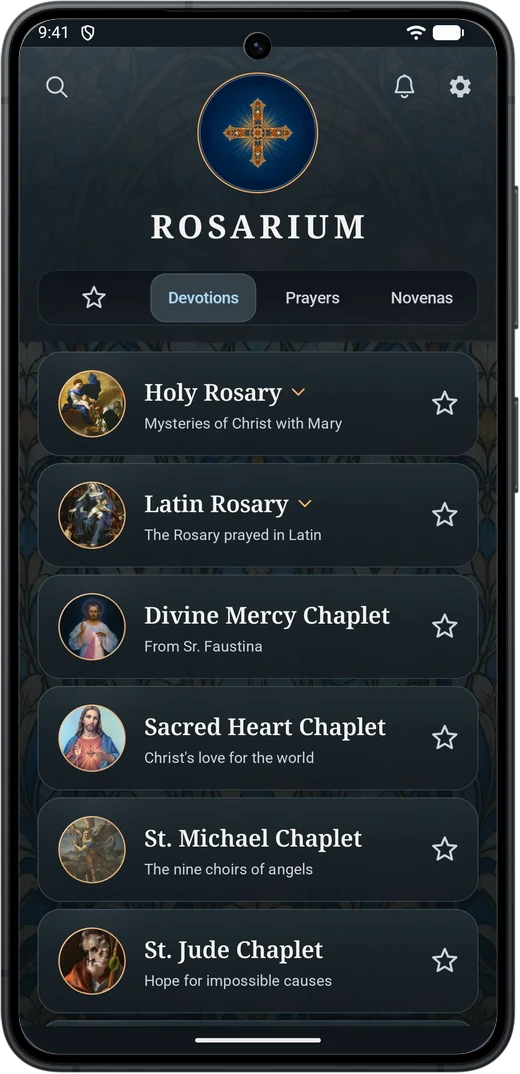 9:41
ROSARIUM
Devotions
Prayers
Novenas
Holy Rosary
Mysteries of Christ with Mary
Latin Rosary
The Rosary prayed in Latin
Divine Mercy Chaplet
From Sr. Faustina
Sacred Heart Chaplet
Christ's love for the world
St. Michael Chaplet
The nine choirs of angels
St. Jude Chaplet
Hope for impossible causes